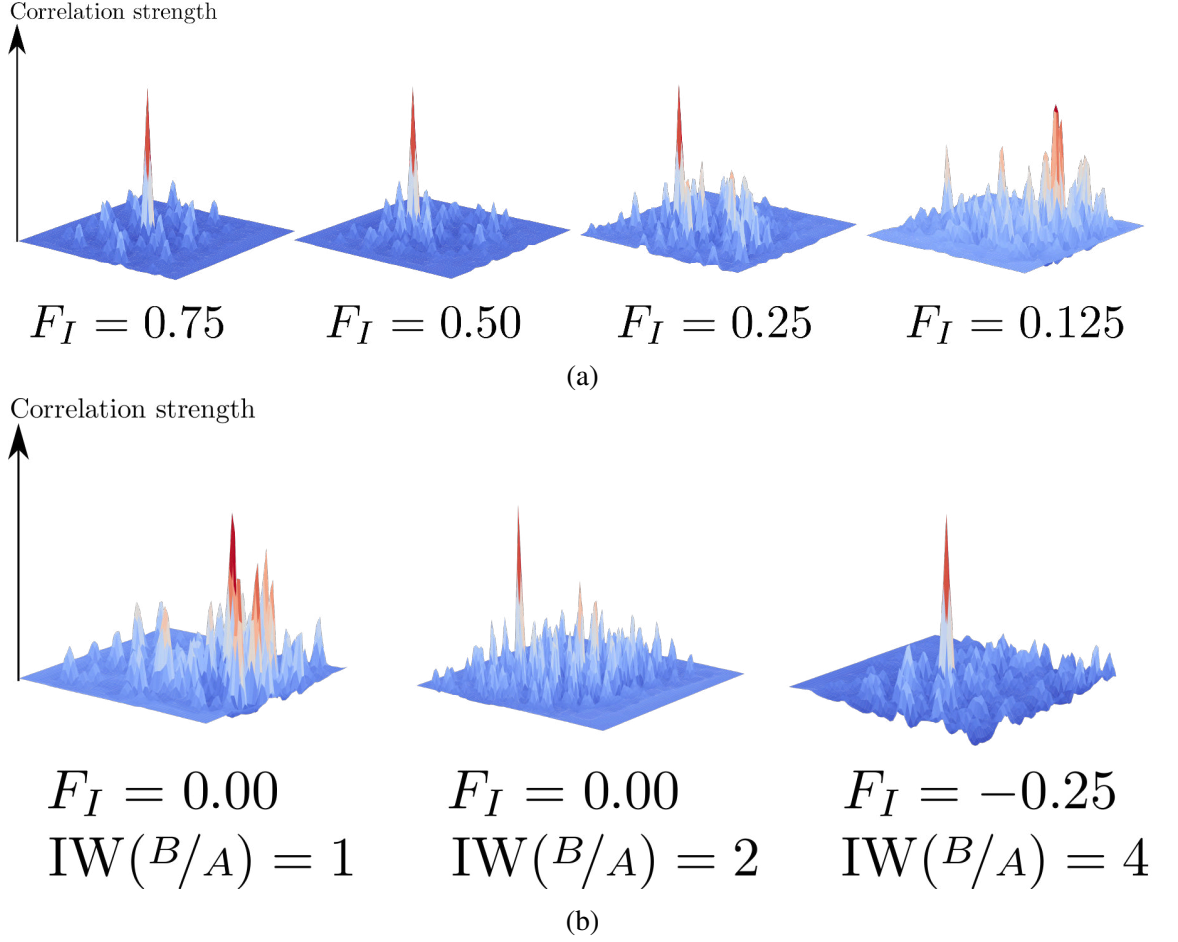 Correlation strength
F_I = 0.75
F_I = 0.50
F_I = 0.25
F_I = 0.125
(a)
Correlation strength
F_I = 0.00
F_I = 0.00
F_I = −0.25
IW(B/A) = 1
IW(B/A) = 2
IW(B/A) = 4
(b)